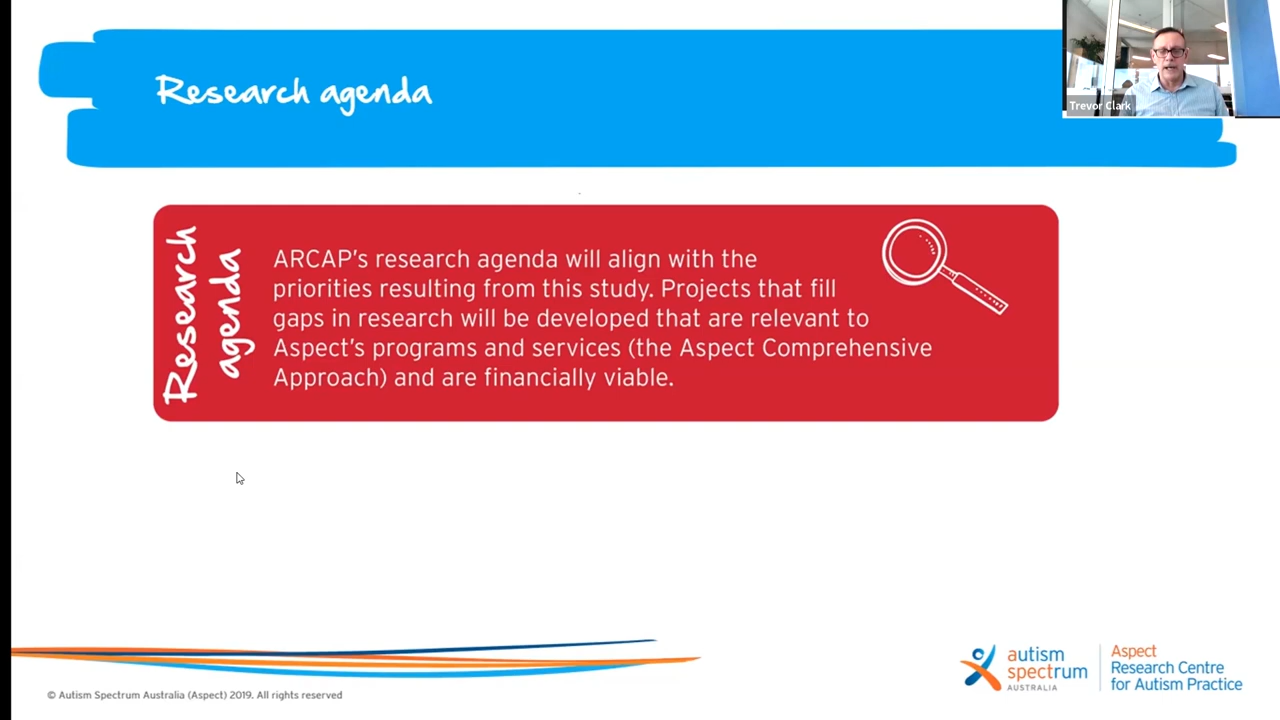 Research agenda
Trevor Clark
Research
agenda
ARCAP's research agenda will align with the
priorities resulting from this study. Projects that fill
gaps in research will be developed that are relevant to
Aspect's programs and services (the Aspect Comprehensive
Approach) and are financially viable.
© Autism Spectrum Australia (Aspect) 2019. All rights reserved
autism
spectrum
AUSTRALIA
Aspect
Research Centre
for Autism Practice